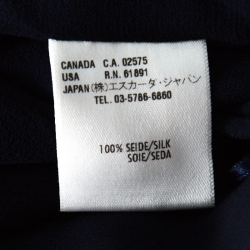 CANADA C.A. 02575
USA R.N. 61891
JAPAN(株)エスカーダ・ジャパン
TEL. 03-5786-6860
100% SEIDE/SILK
SOIE/SEDA